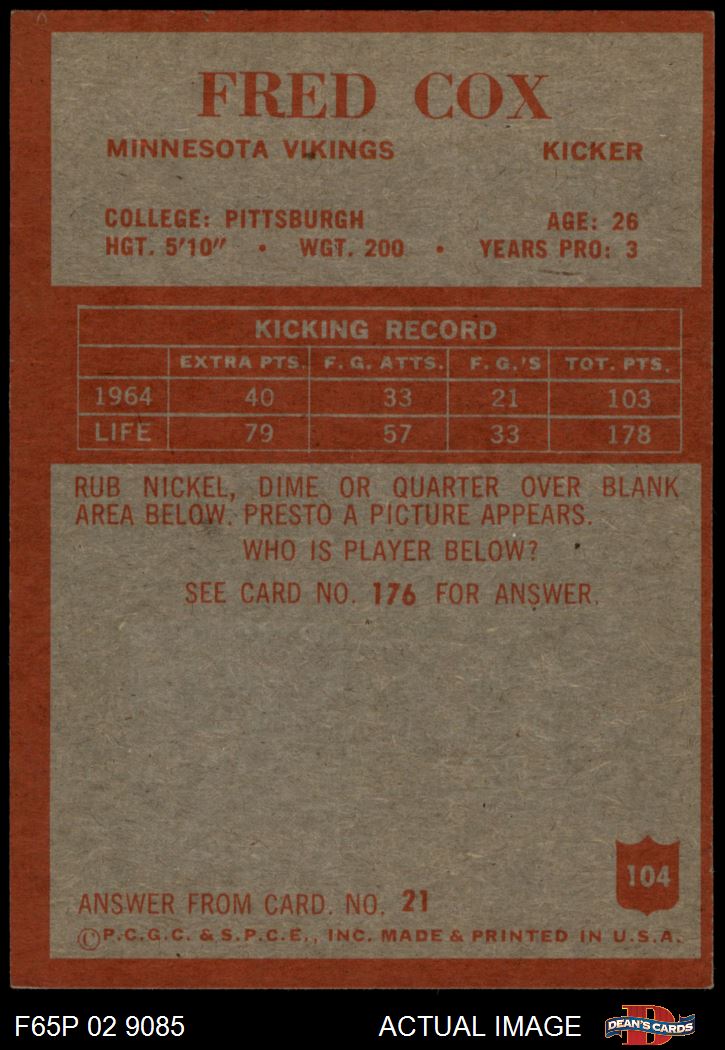 FRED COX
MINNESOTA VIKINGS KICKER
COLLEGE: PITTSBURGH AGE: 26
HGT. 5'10" • WGT. 200 • YEARS PRO: 3
KICKING RECORD
EXTRA PTS. F. G. ATTS. F. G.'S TOT. PTS.
1964 40 33 21 103
LIFE 79 57 33 178
RUB NICKEL, DIME OR QUARTER OVER BLANK
AREA BELOW. PRESTO A PICTURE APPEARS.
WHO IS PLAYER BELOW?
SEE CARD NO. 176 FOR ANSWER.
104
ANSWER FROM CARD. NO. 21
©P.C.G.C. & S.P.C.E., INC. MADE & PRINTED IN U.S.A.
F65P 02 9085 ACTUAL IMAGE D DEAN'S CARDS